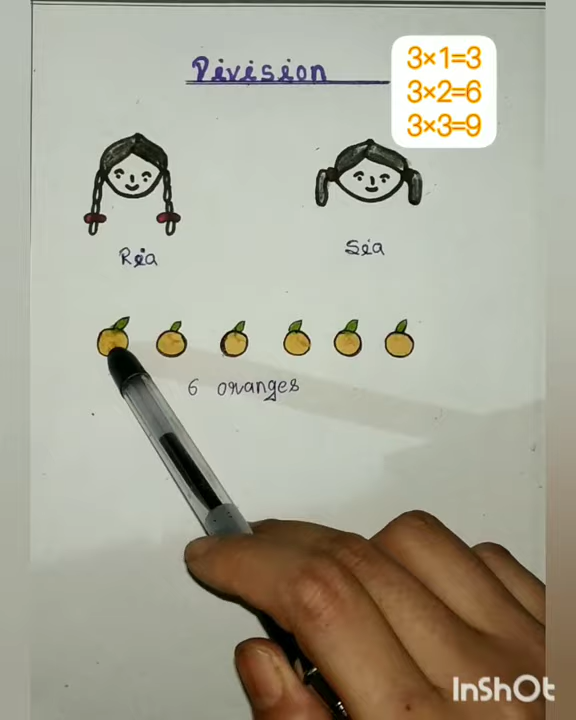 Division
3×1=3
3×2=6
3×3=9
Ria
Sia
6 oranges
InShOt